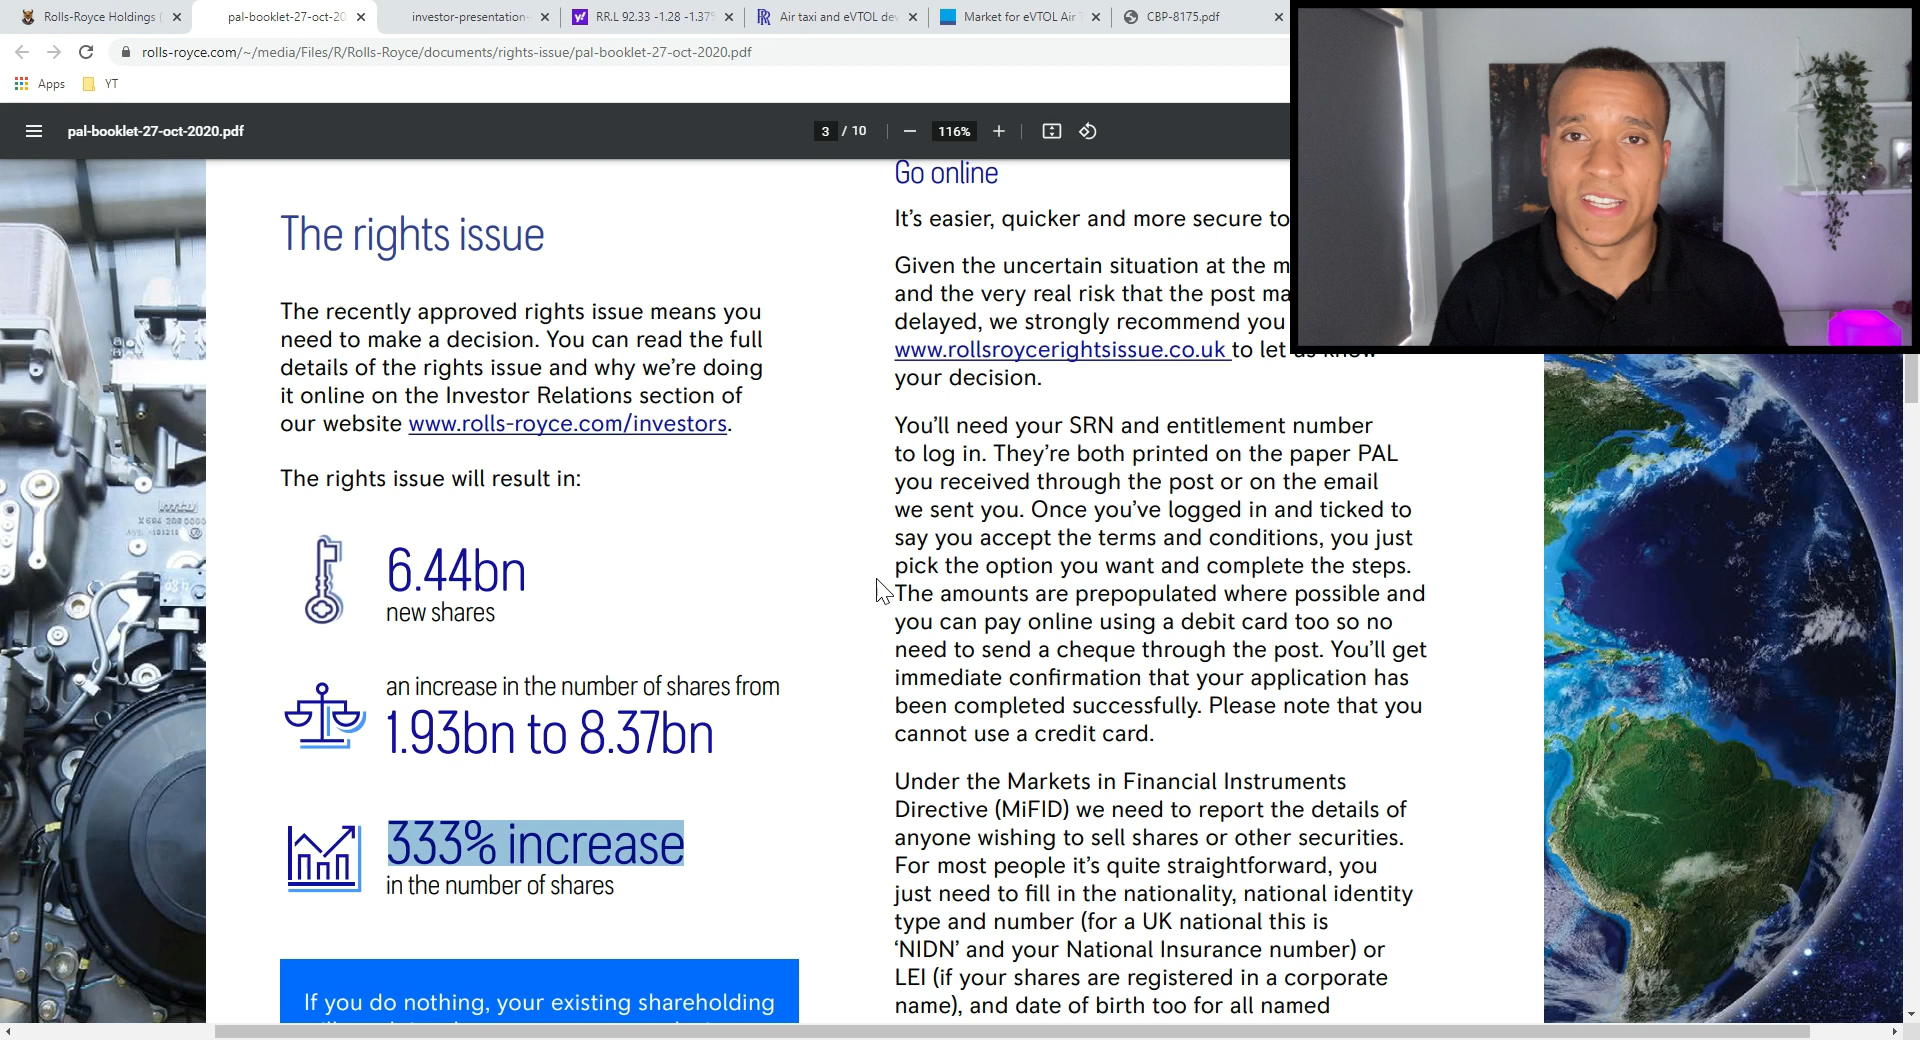 Rolls-Royce Holdings
pal-booklet-27-oct-20
investor-presentation-
RR.L 92.33 -1.28 -1.37
Air taxi and eVTOL de
Market for eVTOL Air
CBP-8175.pdf
rolls-royce.com/~/media/Files/R/Rolls-Royce/documents/rights-issue/pal-booklet-27-oct-2020.pdf
Apps YT
pal-booklet-27-oct-2020.pdf
3 / 10
116%
The rights issue
The recently approved rights issue means you
need to make a decision. You can read the full
details of the rights issue and why we’re doing
it online on the Investor Relations section of
our website www.rolls-royce.com/investors.
The rights issue will result in:
6.44bn
new shares
an increase in the number of shares from
1.93bn to 8.37bn
333% increase
in the number of shares
If you do nothing, your existing shareholding
Go online
It’s easier, quicker and more secure to
Given the uncertain situation at the m
and the very real risk that the post ma
delayed, we strongly recommend you
www.rollsroycerightsissue.co.uk to let us know
your decision.
You’ll need your SRN and entitlement number
to log in. They’re both printed on the paper PAL
you received through the post or on the email
we sent you. Once you’ve logged in and ticked to
say you accept the terms and conditions, you just
pick the option you want and complete the steps.
The amounts are prepopulated where possible and
you can pay online using a debit card too so no
need to send a cheque through the post. You’ll get
immediate confirmation that your application has
been completed successfully. Please note that you
cannot use a credit card.
Under the Markets in Financial Instruments
Directive (MiFID) we need to report the details of
anyone wishing to sell shares or other securities.
For most people it’s quite straightforward, you
just need to fill in the nationality, national identity
type and number (for a UK national this is
‘NIDN’ and your National Insurance number) or
LEI (if your shares are registered in a corporate
name), and date of birth too for all named